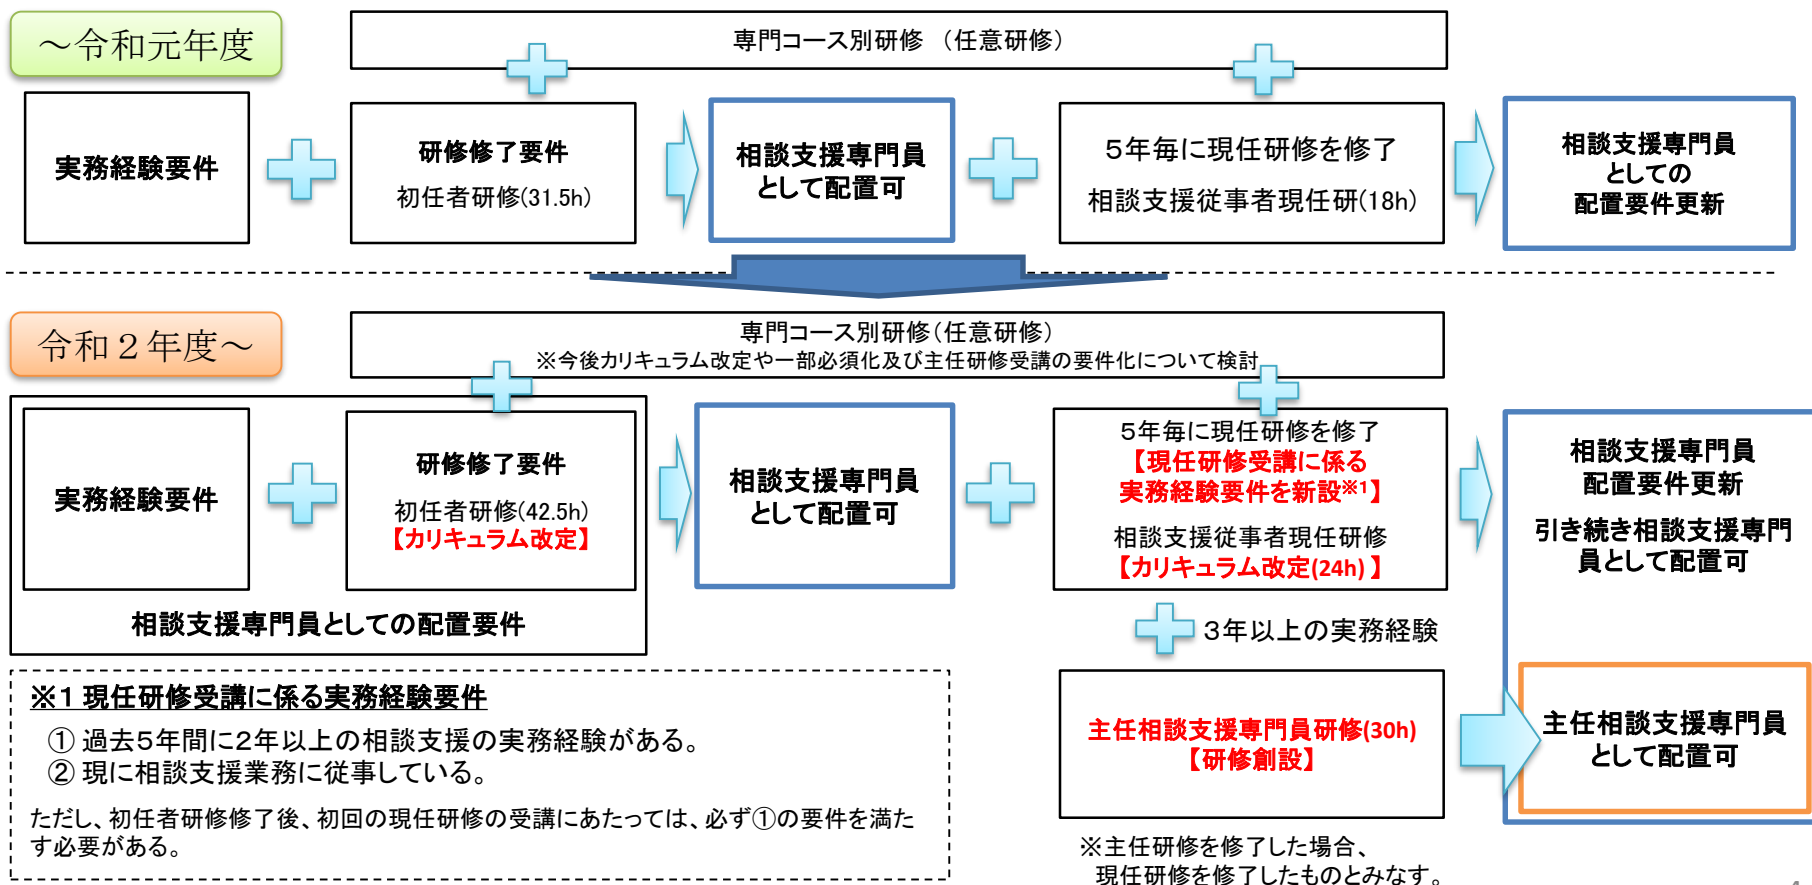 ～令和元年度
専門コース別研修　（任意研修）
実務経験要件
研修修了要件
初任者研修(31.5h)
相談支援専門員
として配置可
５年毎に現任研修を修了
相談支援従事者現任研(18h)
相談支援専門員
としての
配置要件更新
令和２年度～
専門コース別研修（任意研修）
※今後カリキュラム改定や一部必須化及び主任研修受講の要件化について検討
実務経験要件
研修修了要件
初任者研修(42.5h)
【カリキュラム改定】
相談支援専門員としての配置要件
相談支援専門員
として配置可
５年毎に現任研修を修了
【現任研修受講に係る
実務経験要件を新設※1】
相談支援従事者現任研修
【カリキュラム改定(24h) 】
相談支援専門員
配置要件更新
引き続き相談支援専門
員として配置可
３年以上の実務経験
主任相談支援専門員研修(30h)
【研修創設】
主任相談支援専門員
として配置可
※主任研修を修了した場合、
現任研修を修了したものとみなす。
※１ 現任研修受講に係る実務経験要件
① 過去５年間に２年以上の相談支援の実務経験がある。
② 現に相談支援業務に従事している。
ただし、初任者研修修了後、初回の現任研修の受講にあたっては、必ず①の要件を満た
す必要がある。